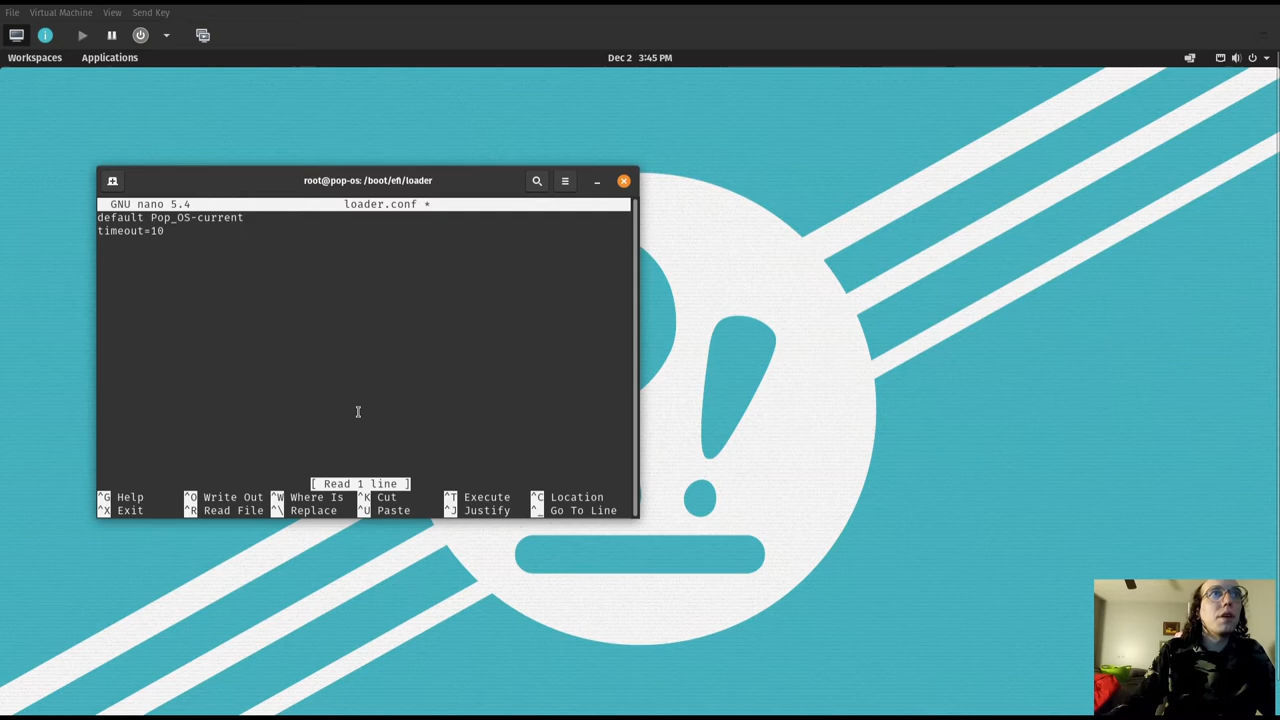 File Virtual Machine View Send Key
Workspaces Applications Dec 2 3:45 PM
root@pop-os: /boot/efi/loader
GNU nano 5.4 loader.conf *
default Pop_OS-current
timeout=10
[ Read 1 line ]
^G Help ^O Write Out ^W Where Is ^K Cut ^T Execute ^C Location
^X Exit ^R Read File ^\ Replace ^U Paste ^J Justify ^_ Go To Line